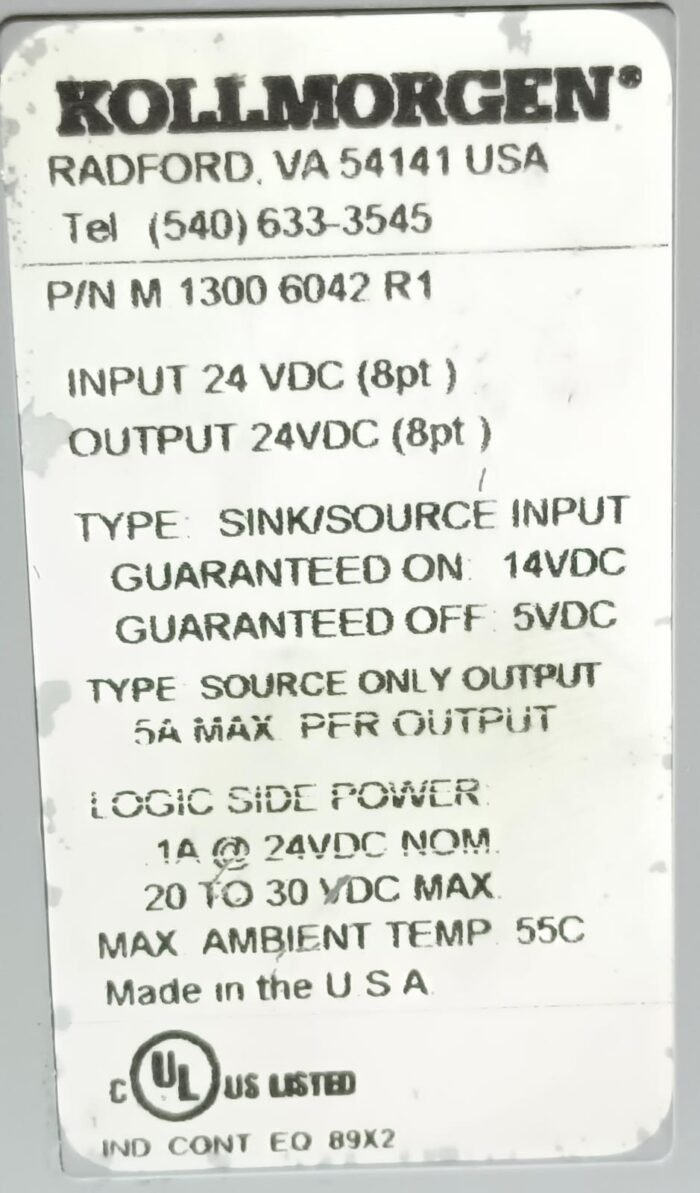 KOLLMORGEN®
RADFORD, VA 54141 USA
Tel (540) 633-3545
P/N M 1300 6042 R1
INPUT 24 VDC (8pt )
OUTPUT 24VDC (8pt )
TYPE: SINK/SOURCE INPUT
GUARANTEED ON: 14VDC
GUARANTEED OFF: 5VDC
TYPE SOURCE ONLY OUTPUT
5A MAX PER OUTPUT
LOGIC SIDE POWER:
.1A @ 24VDC NOM.
20 TO 30 VDC MAX.
MAX AMBIENT TEMP 55C
Made in the U S A
C UL US LISTED
IND CONT EQ 89X2